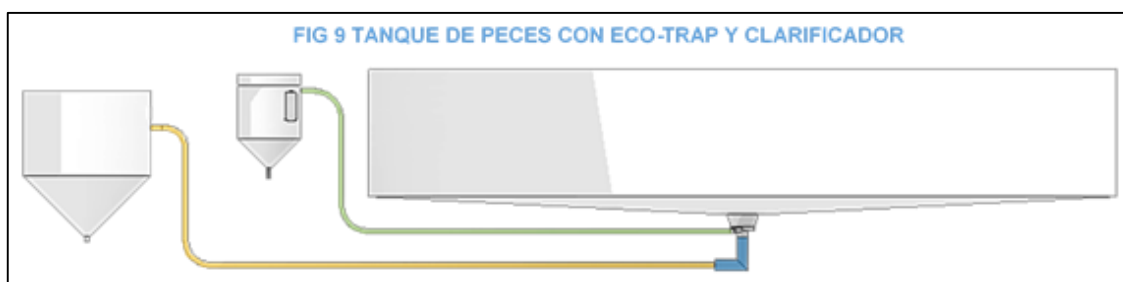 FIG 9 TANQUE DE PECES CON ECO-TRAP Y CLARIFICADOR